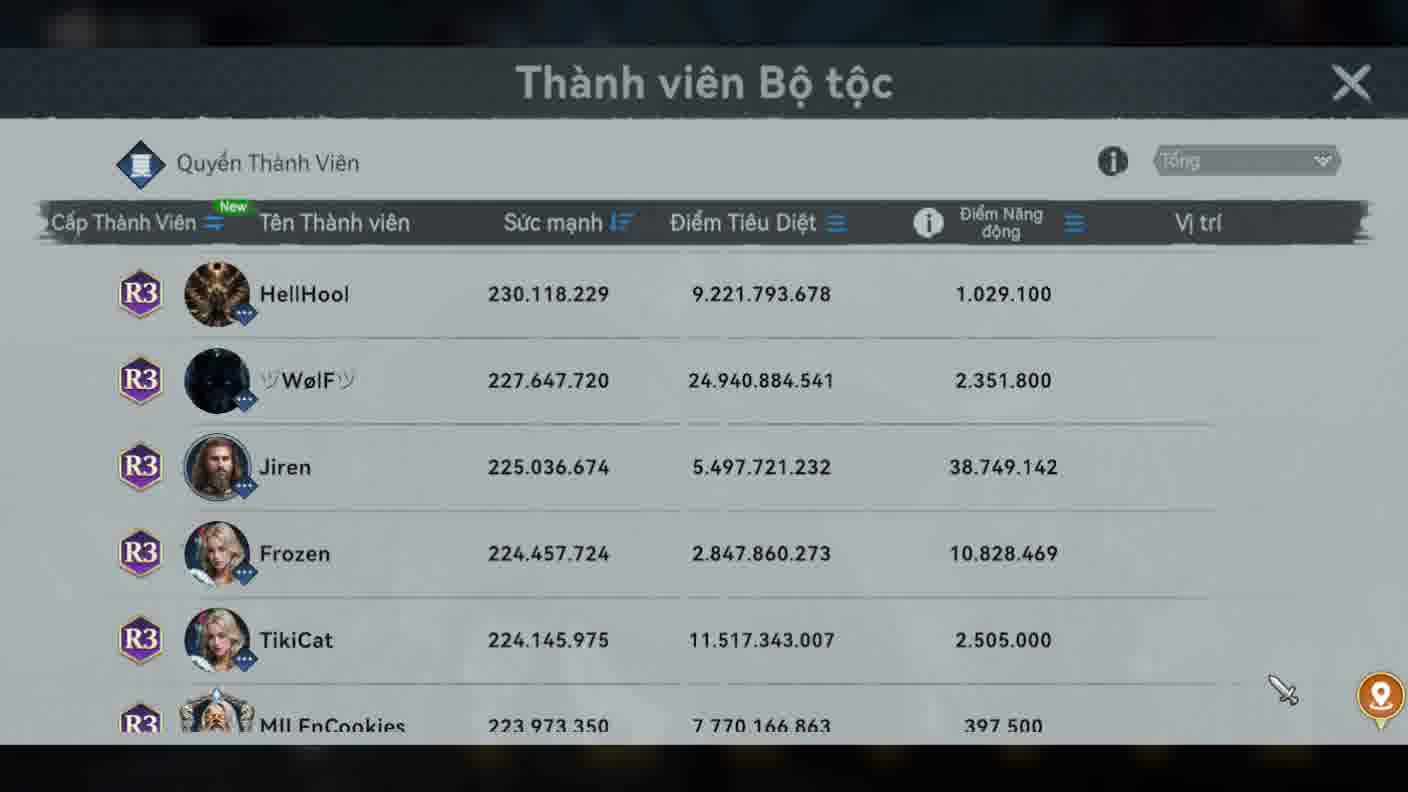 Thành viên Bộ tộc
Quyển Thành Viên
Tổng
New
Cấp Thành Viên Tên Thành viên Sức mạnh Điểm Tiêu Diệt Điểm Năng động Vị trí
R3 HellHool 230.118.229 9.221.793.678 1.029.100
R3 ツWølFツ 227.647.720 24.940.884.541 2.351.800
R3 Jiren 225.036.674 5.497.721.232 38.749.142
R3 Frozen 224.457.724 2.847.860.273 10.828.469
R3 TikiCat 224.145.975 11.517.343.007 2.505.000
R3 MILEnCookies 223.973.350 7.770.166.863 397.500